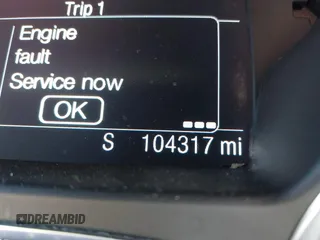 Trip 1
Engine
fault
Service now
OK
S 104317 mi
DREAMBID